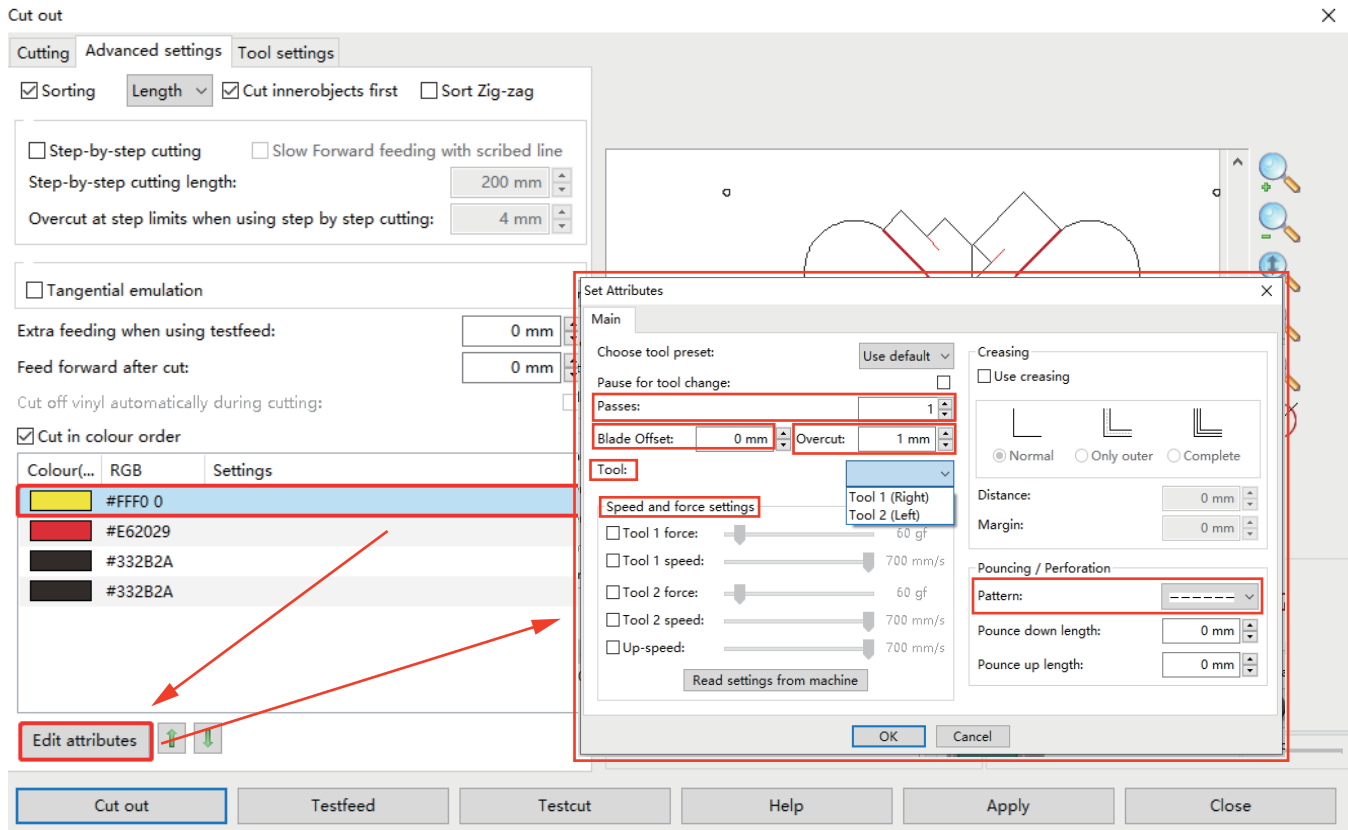 Cut out
Cutting Advanced settings Tool settings
Sorting Length Cut innerobjects first Sort Zig-zag
Step-by-step cutting Slow Forward feeding with scribed line
Step-by-step cutting length: 200 mm
Overcut at step limits when using step by step cutting: 4 mm
Tangential emulation
Extra feeding when using testfeed: 0 mm
Feed forward after cut: 0 mm
Cut off vinyl automatically during cutting:
Cut in colour order
Colour(... RGB Settings
#FFF0 0
#E62029
#332B2A
#332B2A
Edit attributes
Set Attributes
Main
Choose tool preset: Use default
Pause for tool change:
Passes: 1
Blade Offset: 0 mm Overcut: 1 mm
Tool:
Tool 1 (Right)
Tool 2 (Left)
Speed and force settings
Tool 1 force: 60 gf
Tool 1 speed: 700 mm/s
Tool 2 force: 60 gf
Tool 2 speed: 700 mm/s
Up-speed: 700 mm/s
Read settings from machine
Creasing
Use creasing
Normal Only outer Complete
Distance: 0 mm
Margin: 0 mm
Pouncing / Perforation
Pattern:
Pounce down length: 0 mm
Pounce up length: 0 mm
OK Cancel
Cut out Testfeed Testcut Help Apply Close